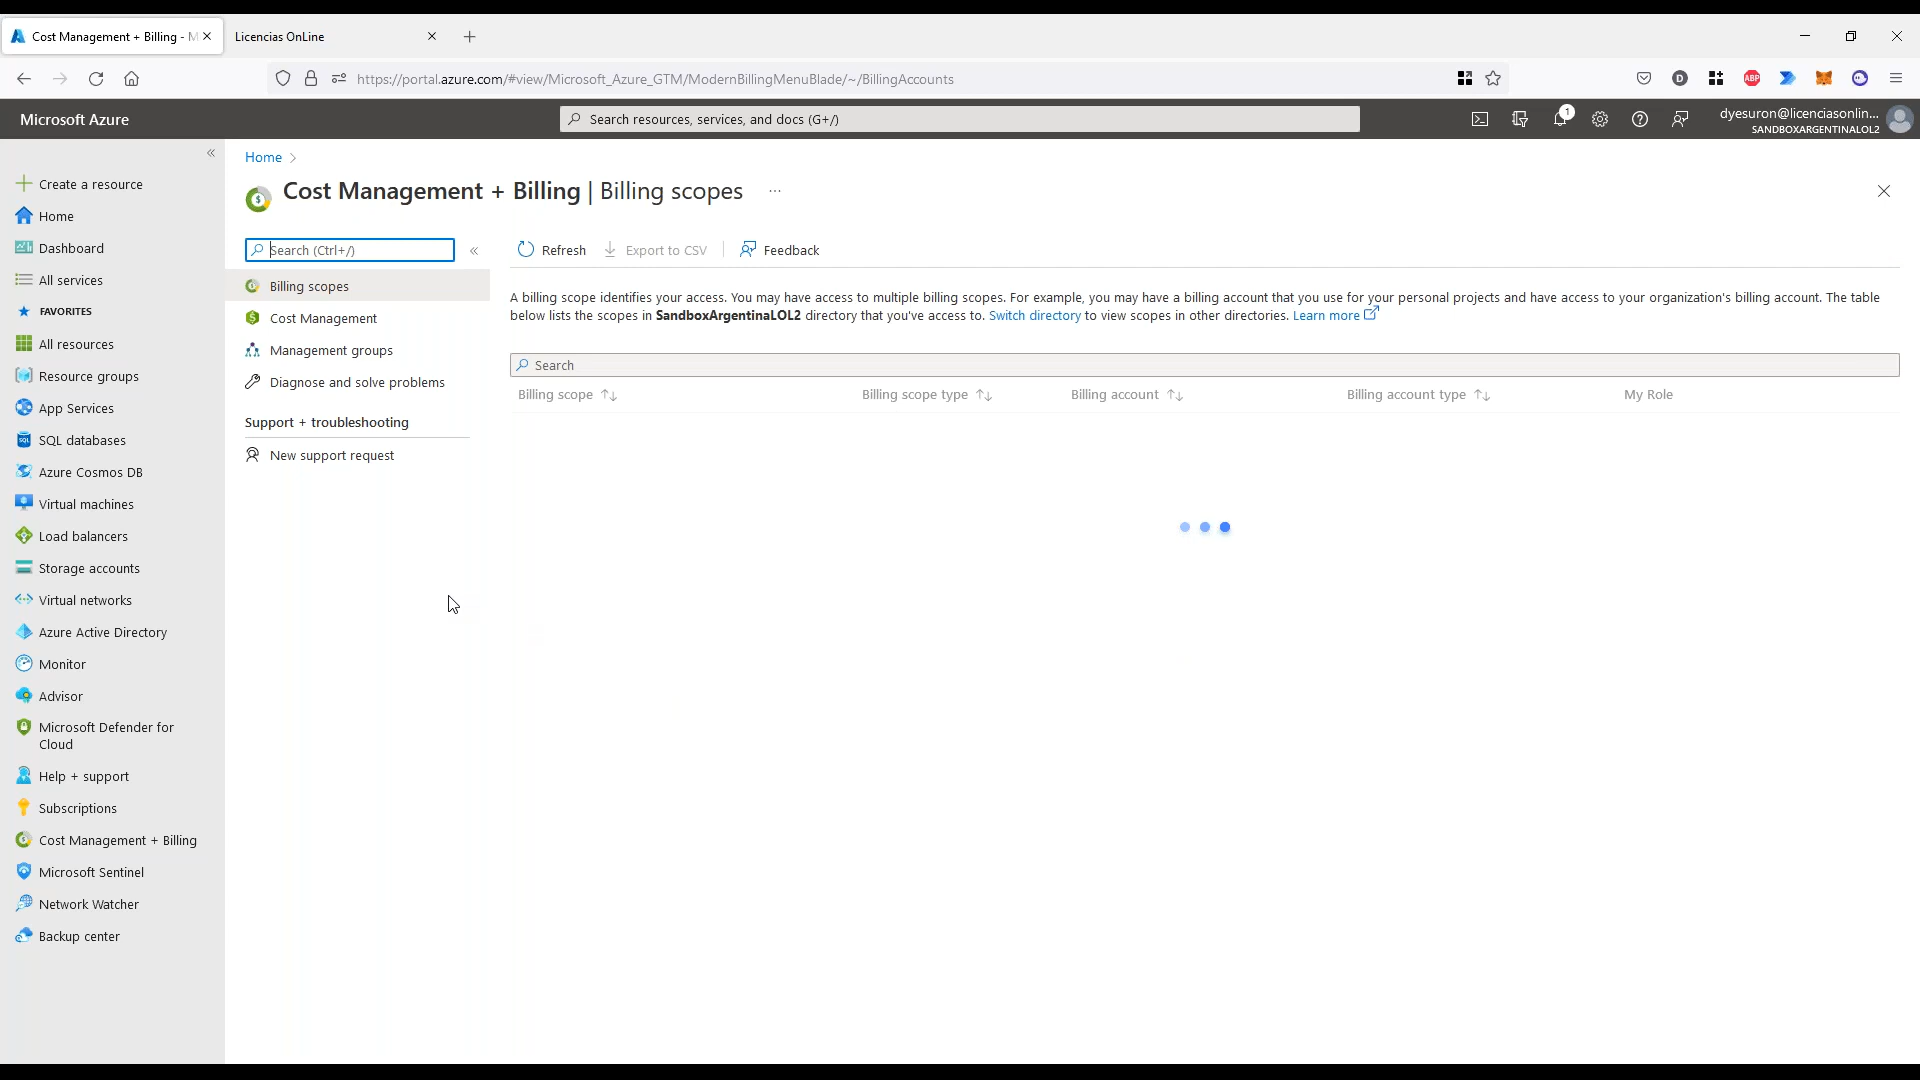 Cost Management + Billing - M
Licencias OnLine
https://portal.azure.com/#view/Microsoft_Azure_GTM/ModernBillingMenuBlade/~/BillingAccounts
D
ABP
Microsoft Azure
Search resources, services, and docs (G+/)
1
dyesuron@licenciasonlin...
SANDBOXARGENTINALOL2
Create a resource
Home
Dashboard
All services
FAVORITES
All resources
Resource groups
App Services
SQL databases
Azure Cosmos DB
Virtual machines
Load balancers
Storage accounts
Virtual networks
Azure Active Directory
Monitor
Advisor
Microsoft Defender for
Cloud
Help + support
Subscriptions
Cost Management + Billing
Microsoft Sentinel
Network Watcher
Backup center
Home
Cost Management + Billing | Billing scopes
...
Search (Ctrl+/)
Billing scopes
Cost Management
Management groups
Diagnose and solve problems
Support + troubleshooting
New support request
Refresh
Export to CSV
Feedback
A billing scope identifies your access. You may have access to multiple billing scopes. For example, you may have a billing account that you use for your personal projects and have access to your organization's billing account. The table
below lists the scopes in SandboxArgentinaLOL2 directory that you've access to. Switch directory to view scopes in other directories. Learn more
Search
Billing scope
Billing scope type
Billing account
Billing account type
My Role